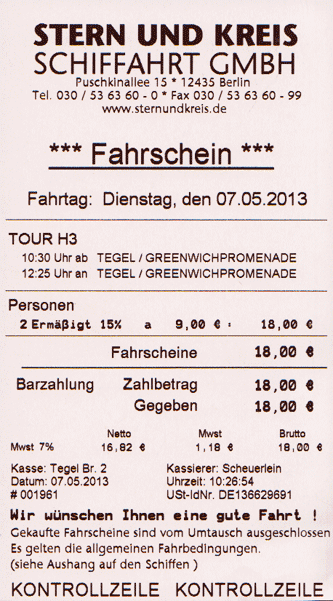 STERN UND KREIS
SCHIFFAHRT GMBH
Puschkinallee 15 * 12435 Berlin
Tel. 030 / 53 63 60 - 0 * Fax 030 / 53 63 60 - 99
www.sternundkreis.de
*** Fahrschein ***
Fahrtag: Dienstag, den 07.05.2013
TOUR H3
10:30 Uhr ab TEGEL / GREENWICHPROMENADE
12:25 Uhr an TEGEL / GREENWICHPROMENADE
Personen
2 Ermäßigt 15% a 9,00 € : 18,00 €
Fahrscheine 18,00 €
Barzahlung Zahlbetrag 18,00 €
Gegeben 18,00 €
Netto Mwst Brutto
Mwst 7% 16,82 € 1,18 € 18,00 €
Kasse: Tegel Br. 2 Kassierer: Scheuerlein
Datum: 07.05.2013 Uhrzeit: 10:26:54
# 001961 USt-IdNr. DE136629691
Wir wünschen Ihnen eine gute Fahrt !
Gekaufte Fahrscheine sind vom Umtausch ausgeschlossen
Es gelten die allgemeinen Fahrbedingungen.
(siehe Aushang auf den Schiffen )
KONTROLLZEILE KONTROLLZEILE